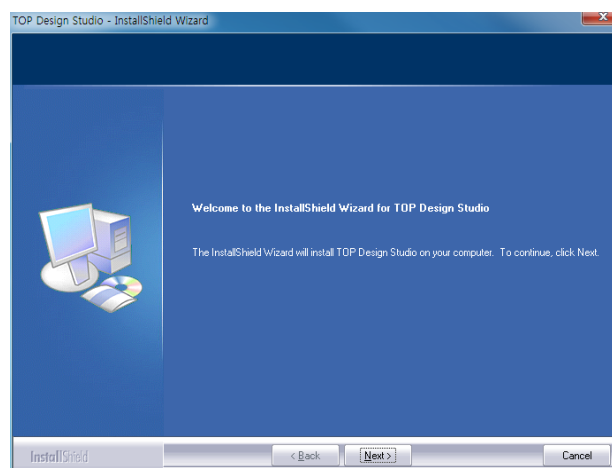 TOP Design Studio - InstallShield Wizard
X
Welcome to the InstallShield Wizard for TOP Design Studio
The InstallShield Wizard will install TOP Design Studio on your computer. To continue, click Next.
InstallShield
< Back
Next >
Cancel